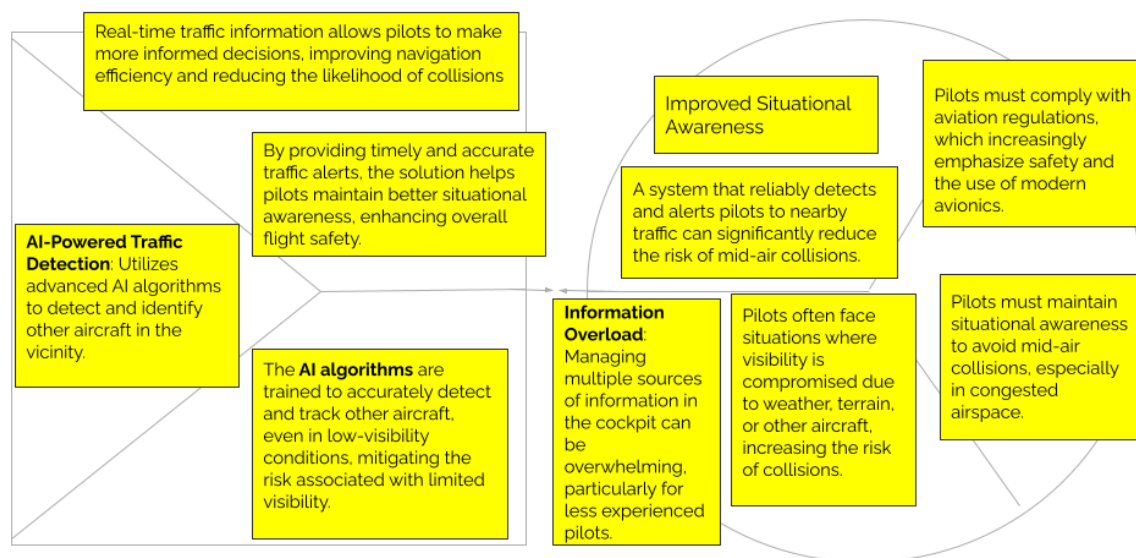 Real-time traffic information allows pilots to make
more informed decisions, improving navigation
efficiency and reducing the likelihood of collisions
By providing timely and accurate
traffic alerts, the solution helps
pilots maintain better situational
awareness, enhancing overall
flight safety.
AI-Powered Traffic
Detection: Utilizes
advanced AI algorithms
to detect and identify
other aircraft in the
vicinity.
The AI algorithms are
trained to accurately detect
and track other aircraft,
even in low-visibility
conditions, mitigating the
risk associated with limited
visibility.
Improved Situational
Awareness
A system that reliably detects
and alerts pilots to nearby
traffic can significantly reduce
the risk of mid-air collisions.
Pilots must comply with
aviation regulations,
which increasingly
emphasize safety and
the use of modern
avionics.
Information
Overload:
Managing
multiple sources
of information in
the cockpit can
be
overwhelming,
particularly for
less experienced
pilots.
Pilots often face
situations where
visibility is
compromised due
to weather, terrain,
or other aircraft,
increasing the risk
of collisions.
Pilots must maintain
situational awareness
to avoid mid-air
collisions, especially
in congested
airspace.